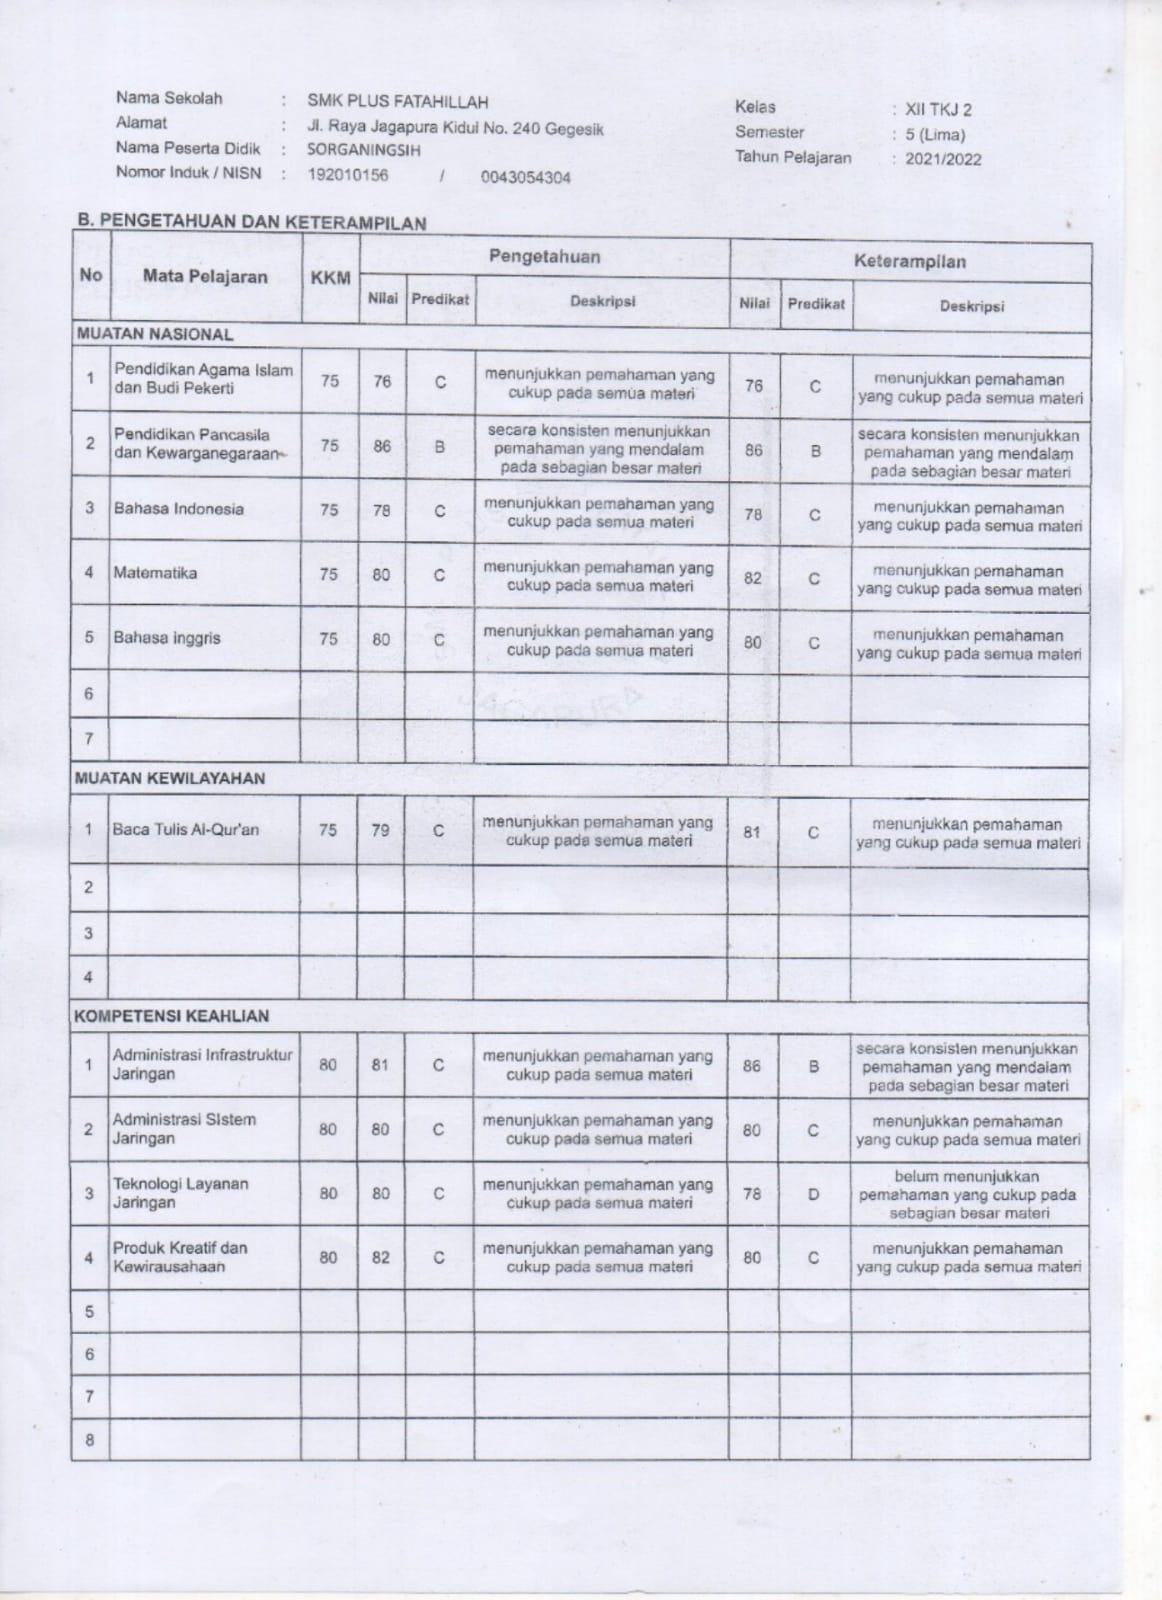 Nama Sekolah : SMK PLUS FATAHILLAH
Alamat : Jl. Raya Jagapura Kidul No. 240 Gegesik
Nama Peserta Didik : SORGANINGSIH
Nomor Induk / NISN : 192010156 / 0043054304
Kelas : XII TKJ 2
Semester : 5 (Lima)
Tahun Pelajaran : 2021/2022
B. PENGETAHUAN DAN KETERAMPILAN
No Mata Pelajaran KKM Pengetahuan Keterampilan
Nilai Predikat Deskripsi Nilai Predikat Deskripsi
MUATAN NASIONAL
1 Pendidikan Agama Islam dan Budi Pekerti 75 76 C menunjukkan pemahaman yang cukup pada semua materi 76 C menunjukkan pemahaman yang cukup pada semua materi
2 Pendidikan Pancasila dan Kewarganegaraan 75 86 B secara konsisten menunjukkan pemahaman yang mendalam pada sebagian besar materi 86 B secara konsisten menunjukkan pemahaman yang mendalam pada sebagian besar materi
3 Bahasa Indonesia 75 78 C menunjukkan pemahaman yang cukup pada semua materi 78 C menunjukkan pemahaman yang cukup pada semua materi
4 Matematika 75 80 C menunjukkan pemahaman yang cukup pada semua materi 82 C menunjukkan pemahaman yang cukup pada semua materi
5 Bahasa inggris 75 80 C menunjukkan pemahaman yang cukup pada semua materi 80 C menunjukkan pemahaman yang cukup pada semua materi
6
7
MUATAN KEWILAYAHAN
1 Baca Tulis Al-Qur'an 75 79 C menunjukkan pemahaman yang cukup pada semua materi 81 C menunjukkan pemahaman yang cukup pada semua materi
2
3
4
KOMPETENSI KEAHLIAN
1 Administrasi Infrastruktur Jaringan 80 81 C menunjukkan pemahaman yang cukup pada semua materi 86 B secara konsisten menunjukkan pemahaman yang mendalam pada sebagian besar materi
2 Administrasi SIstem Jaringan 80 80 C menunjukkan pemahaman yang cukup pada semua materi 80 C menunjukkan pemahaman yang cukup pada semua materi
3 Teknologi Layanan Jaringan 80 80 C menunjukkan pemahaman yang cukup pada semua materi 78 D belum menunjukkan pemahaman yang cukup pada sebagian besar materi
4 Produk Kreatif dan Kewirausahaan 80 82 C menunjukkan pemahaman yang cukup pada semua materi 80 C menunjukkan pemahaman yang cukup pada semua materi
5
6
7
8